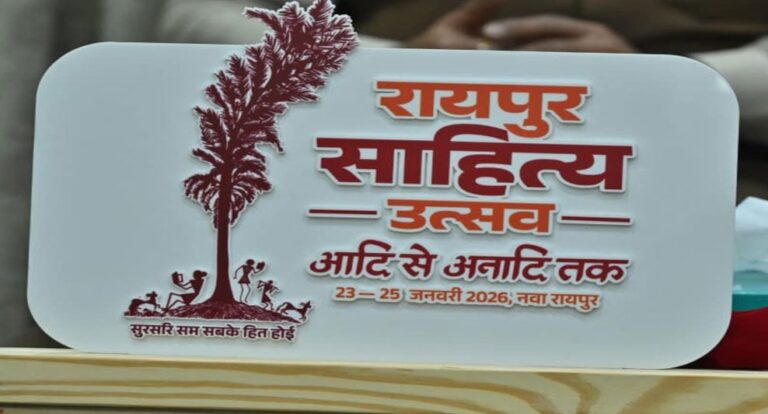 रायपुर
साहित्य
उत्सव
आदि से अनादि तक
23—25 जनवरी 2026, नवा रायपुर
सुरसरि सम सबके हित होई